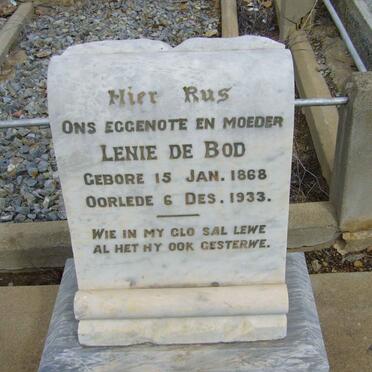 Hier Rus
ONS EGGENOTE EN MOEDER
LENIE DE BOD
GEBORE 15 JAN. 1868
OORLEDE 6 DES. 1933.
WIE IN MY GLO SAL LEWE
AL HET HY OOK GESTERWE.